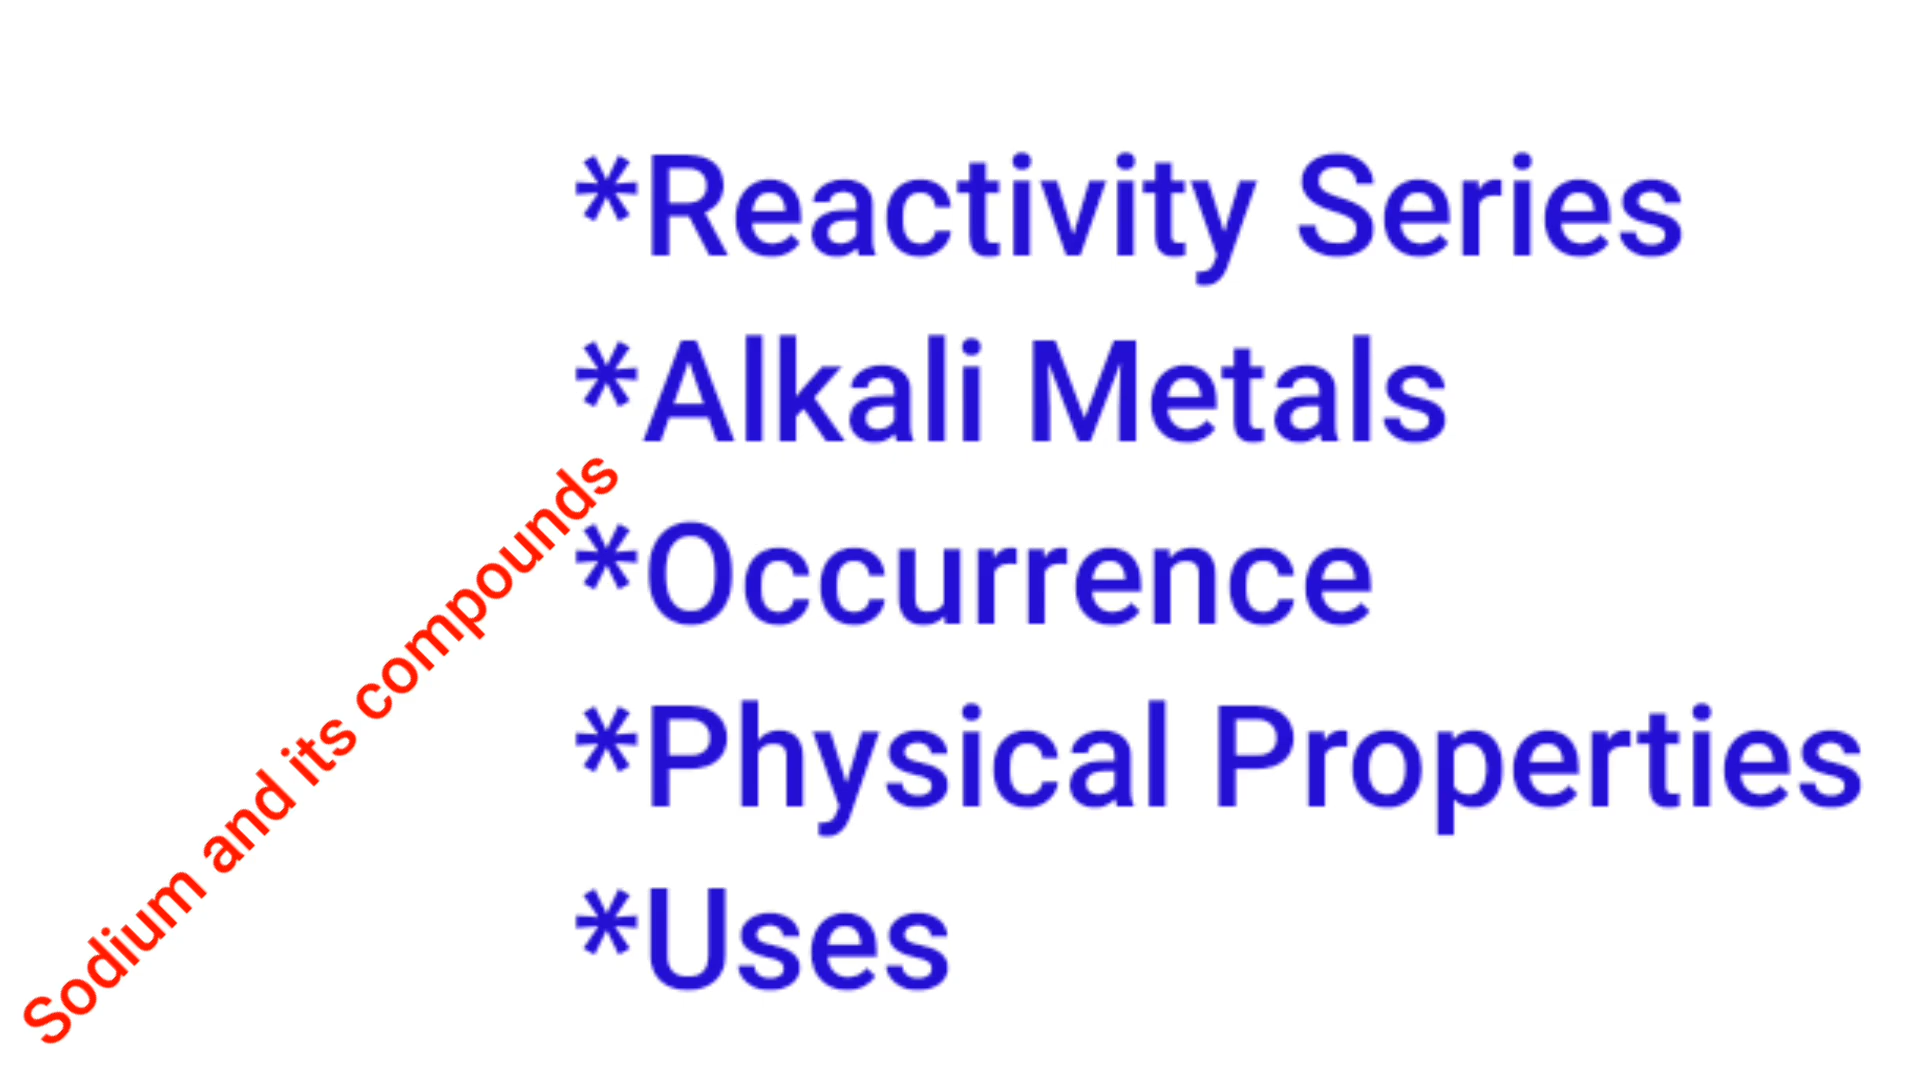 *Reactivity Series
*Alkali Metals
*Occurrence
*Physical Properties
*Uses
Sodium and its compounds